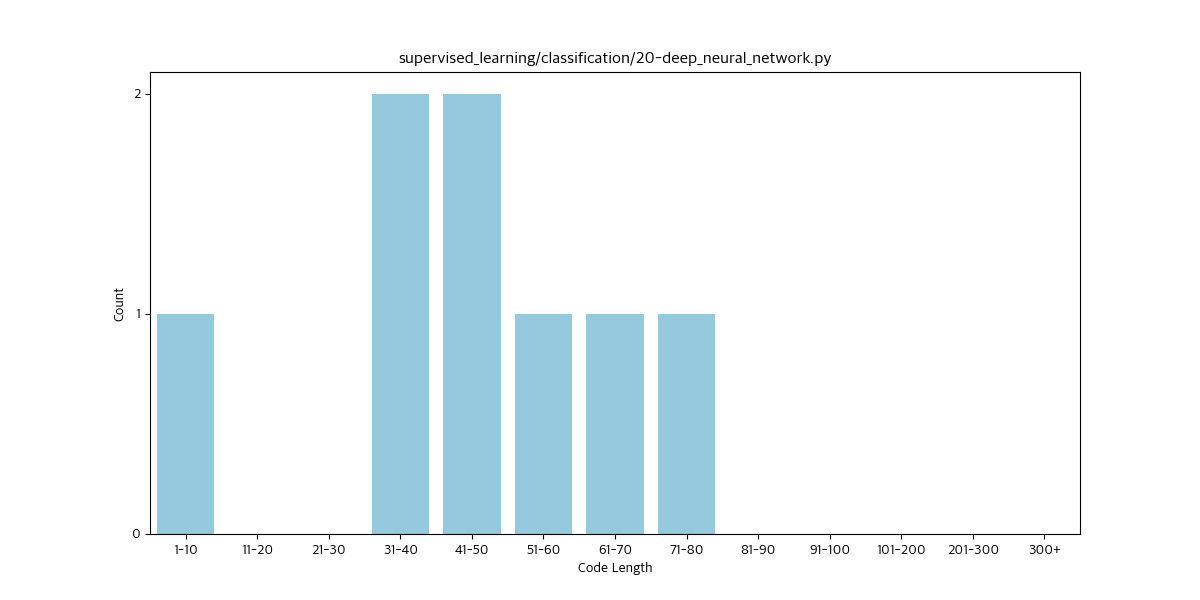 supervised_learning/classification/20-deep_neural_network.py
2
1
0
Count
1-10 11-20 21-30 31-40 41-50 51-60 61-70 71-80 81-90 91-100 101-200 201-300 300+
Code Length